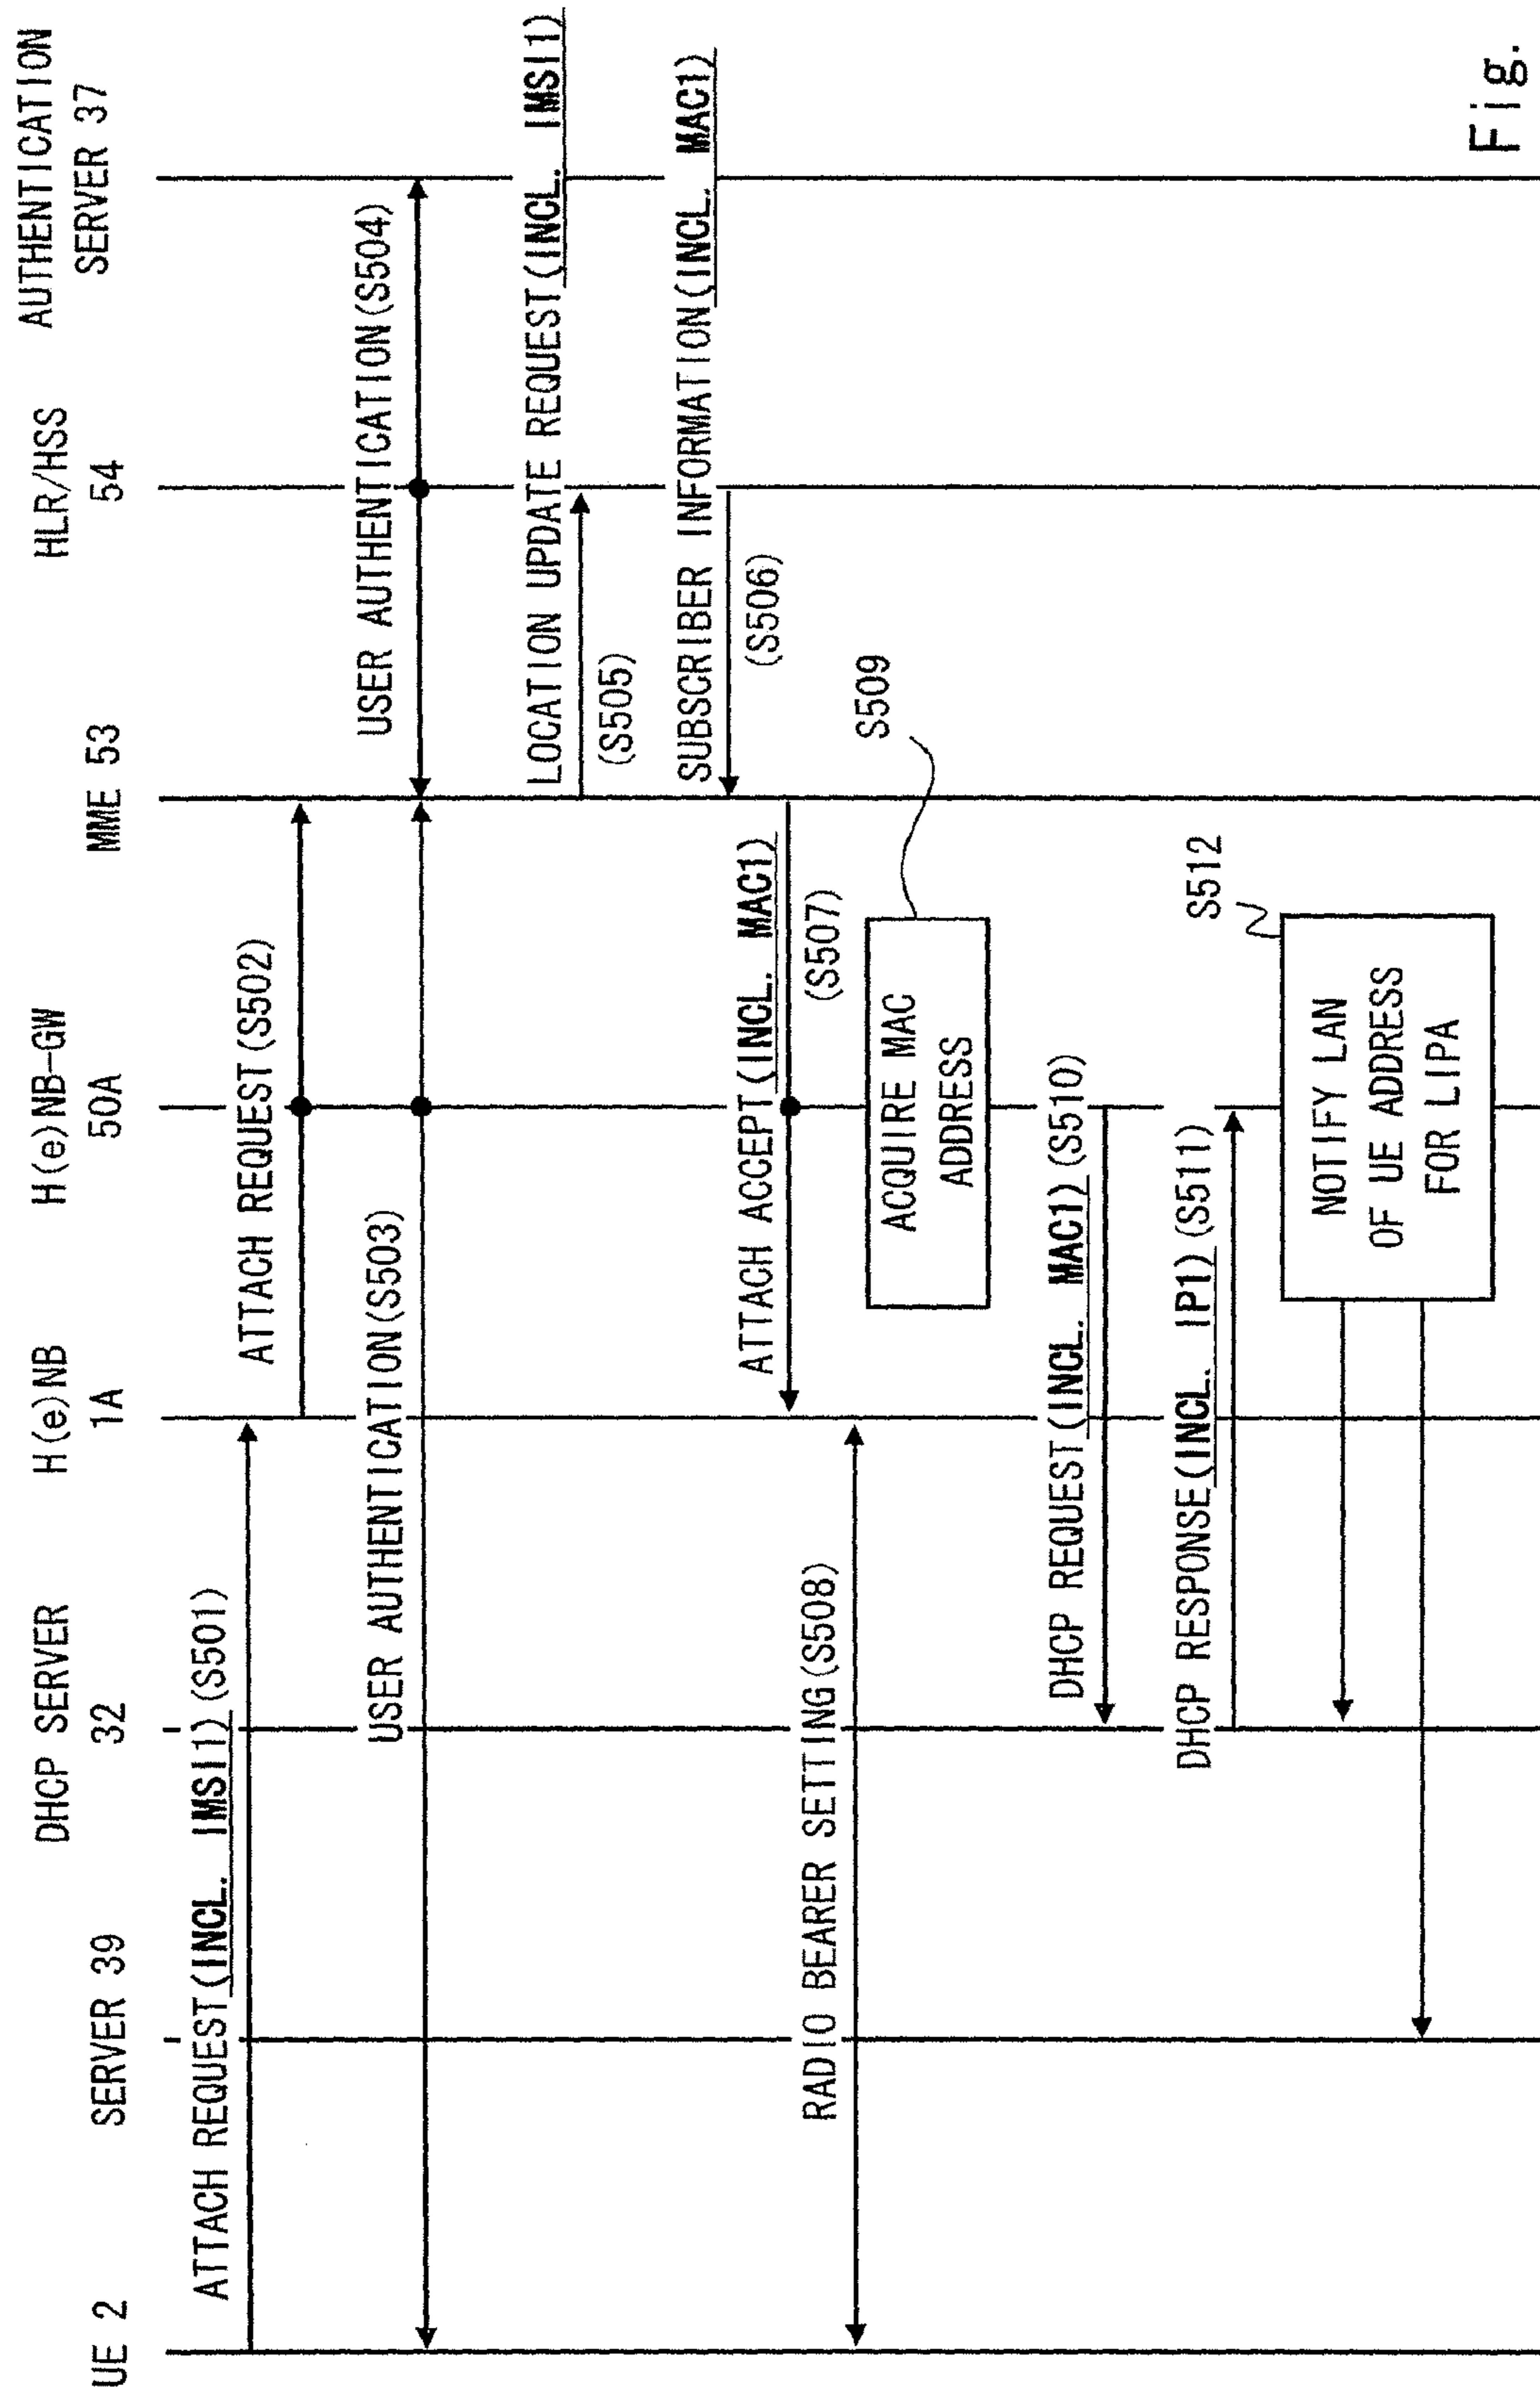 UE 2
SERVER 39
DHCP SERVER
32
H(e)NB
1A
H(e)NB-GW
50A
MME 53
HLR/HSS
54
AUTHENTICATION
SERVER 37
ATTACH REQUEST(INCL. IMSI1)(S501)
ATTACH REQUEST(S502)
USER AUTHENTICATION(S503)
USER AUTHENTICATION(S504)
LOCATION UPDATE REQUEST(INCL. IMSI1)
(S505)
SUBSCRIBER INFORMATION(INCL. MAC1)
(S506)
ATTACH ACCEPT(INCL. MAC1)
(S507)
RADIO BEARER SETTING(S508)
S509
ACQUIRE MAC
ADDRESS
DHCP REQUEST(INCL. MAC1)(S510)
DHCP RESPONSE(INCL. IP1)(S511)
S512
NOTIFY LAN
OF UE ADDRESS
FOR LIPA
Fig.